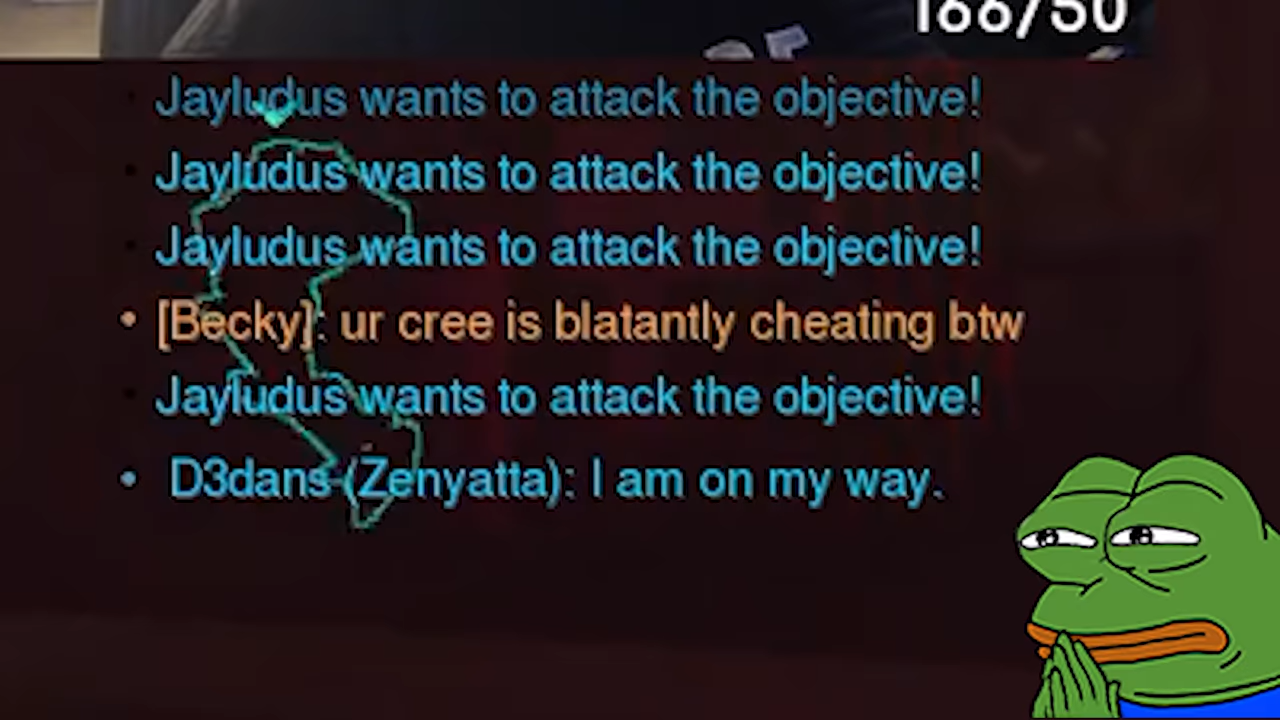 166/50
Jayludus wants to attack the objective!
Jayludus wants to attack the objective!
Jayludus wants to attack the objective!
[Becky]: ur cree is blatantly cheating btw
Jayludus wants to attack the objective!
D3dans (Zenyatta): I am on my way.